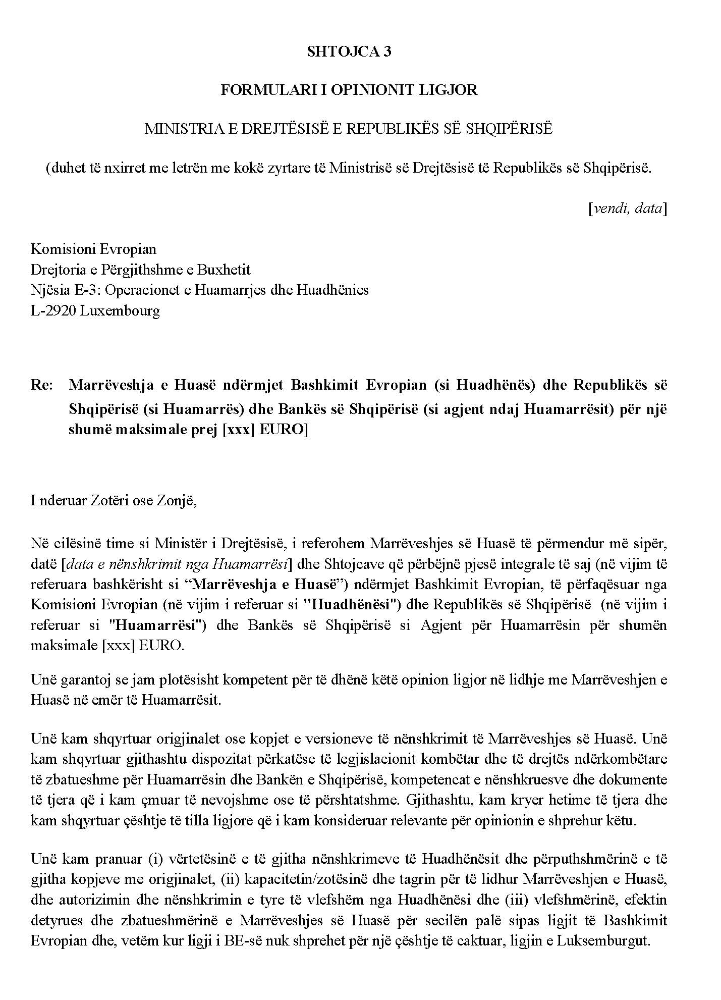 SHTOJCA 3
FORMULARI I OPINIONIT LIGJOR
MINISTRIA E DREJTËSISË E REPUBLIKËS SË SHQIPËRISË
(duhet të nxirret me letrën me kokë zyrtare të Ministrisë së Drejtësisë të Republikës së Shqipërisë.
[vendi, data]
Komisioni Evropian
Drejtoria e Përgjithshme e Buxhetit
Njësia E-3: Operacionet e Huamarrjes dhe Huadhënies
L-2920 Luxembourg
Re: Marrëveshja e Huasë ndërmjet Bashkimit Evropian (si Huadhënës) dhe Republikës së
Shqipërisë (si Huamarrës) dhe Bankës së Shqipërisë (si agjent ndaj Huamarrësit) për një
shumë maksimale prej [xxx] EURO]
I nderuar Zotëri ose Zonjë,
Në cilësinë time si Ministër i Drejtësisë, i referohem Marrëveshjes së Huasë të përmendur më sipër,
datë [data e nënshkrimit nga Huamarrësi] dhe Shtojcave që përbëjnë pjesë integrale të saj (në vijim të
referuara bashkërisht si “Marrëveshja e Huasë”) ndërmjet Bashkimit Evropian, të përfaqësuar nga
Komisioni Evropian (në vijim i referuar si "Huadhënësi") dhe Republikës së Shqipërisë (në vijim i
referuar si "Huamarrësi") dhe Bankës së Shqipërisë si Agjent për Huamarrësin për shumën
maksimale [xxx] EURO.
Unë garantoj se jam plotësisht kompetent për të dhënë këtë opinion ligjor në lidhje me Marrëveshjen e
Huasë në emër të Huamarrësit.
Unë kam shqyrtuar origjinalet ose kopjet e versioneve të nënshkrimit të Marrëveshjes së Huasë. Unë
kam shqyrtuar gjithashtu dispozitat përkatëse të legjislacionit kombëtar dhe të drejtës ndërkombëtare
të zbatueshme për Huamarrësin dhe Bankën e Shqipërisë, kompetencat e nënshkruesve dhe dokumente
të tjera që i kam çmuar të nevojshme ose të përshtatshme. Gjithashtu, kam kryer hetime të tjera dhe
kam shqyrtuar çështje të tilla ligjore që i kam konsideruar relevante për opinionin e shprehur këtu.
Unë kam pranuar (i) vërtetësinë e të gjitha nënshkrimeve të Huadhënësit dhe përputhshmërinë e të
gjitha kopjeve me origjinalet, (ii) kapacitetin/zotësinë dhe tagrin për të lidhur Marrëveshjen e Huasë,
dhe autorizimin dhe nënshkrimin e tyre të vlefshëm nga Huadhënësi dhe (iii) vlefshmërinë, efektin
detyrues dhe zbatueshmërinë e Marrëveshjes së Huasë për secilën palë sipas ligjit të Bashkimit
Evropian dhe, vetëm kur ligji i BE-së nuk shprehet për një çështje të caktuar, ligjin e Luksemburgut.